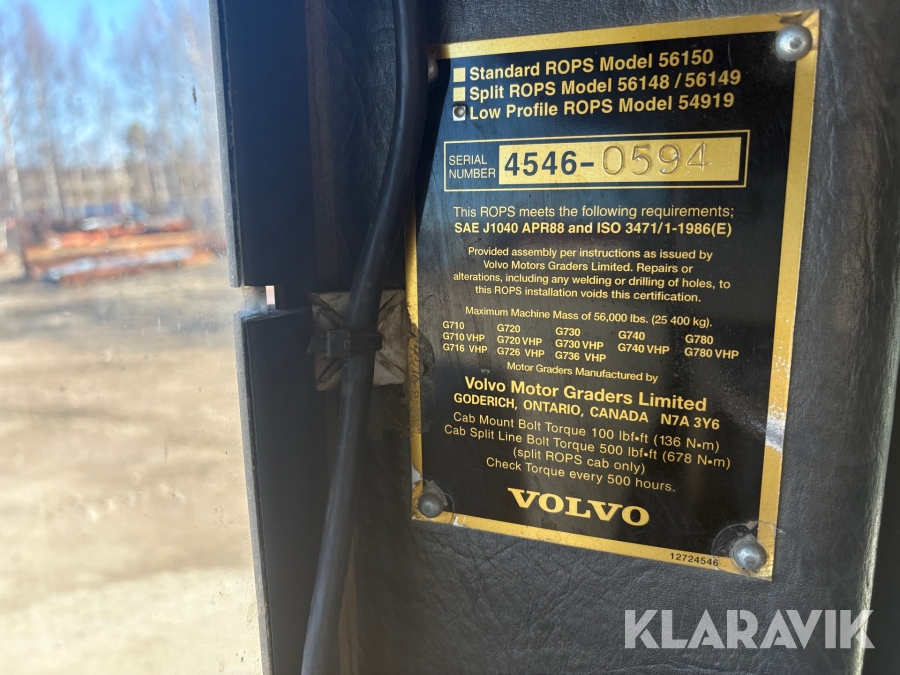 Standard ROPS Model 56150
Split ROPS Model 56148 / 56149
Low Profile ROPS Model 54919
SERIAL NUMBER 4546-0594
This ROPS meets the following requirements;
SAE J1040 APR88 and ISO 3471/1-1986(E)
Provided assembly per instructions as issued by
Volvo Motors Graders Limited. Repairs or
alterations, including any welding or drilling of holes, to
this ROPS installation voids this certification.
Maximum Machine Mass of 56,000 lbs. (25 400 kg).
G710 G720 G730 G740 G780
G710 VHP G720 VHP G730 VHP G740 VHP G780 VHP
G716 VHP G726 VHP G736 VHP
Motor Graders Manufactured by
Volvo Motor Graders Limited
GODERICH, ONTARIO, CANADA N7A 3Y6
Cab Mount Bolt Torque 100 lbf•ft (136 N•m)
Cab Split Line Bolt Torque 500 lbf•ft (678 N•m)
(split ROPS cab only)
Check Torque every 500 hours.
VOLVO
12724546
KLARAVIK